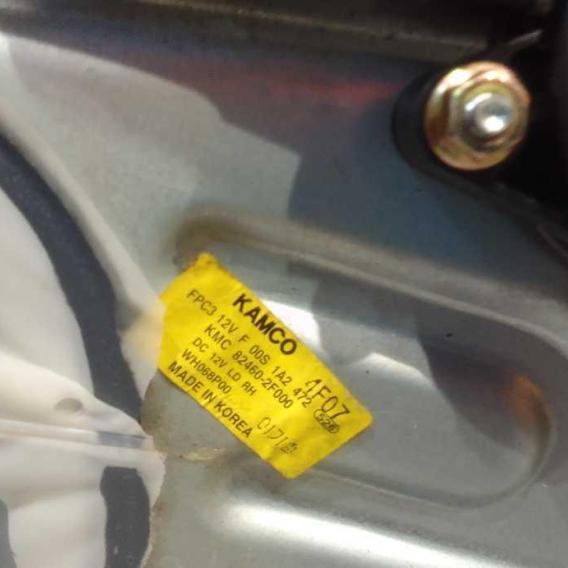 KAMCO 4F07
FPC3 12V F 00S 1A2 472
KMC 82460-2F000
DC 12V LD RH
WH068P00
MADE IN KOREA